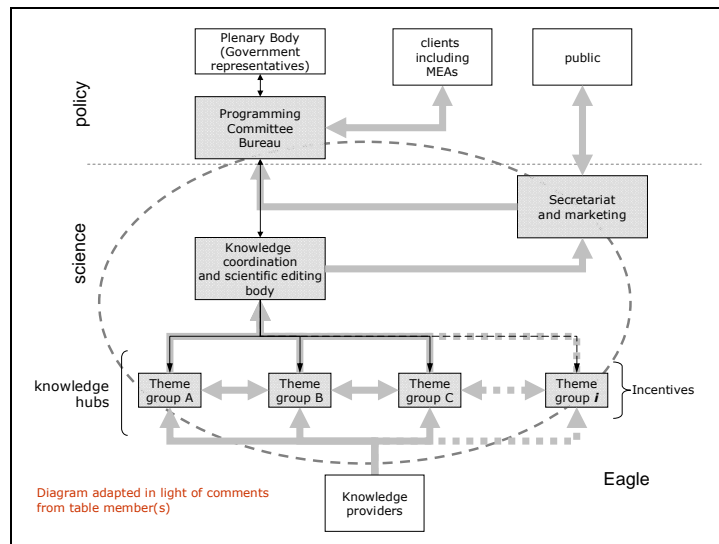 Plenary Body
(Government
representatives)
clients
including
MEAs
public
policy
Programming
Committee
Bureau
Secretariat
and marketing
science
Knowledge
coordination
and scientific editing
body
knowledge
hubs
Theme
group A
Theme
group B
Theme
group C
Theme
group i
Incentives
Eagle
Diagram adapted in light of comments
from table member(s)
Knowledge
providers